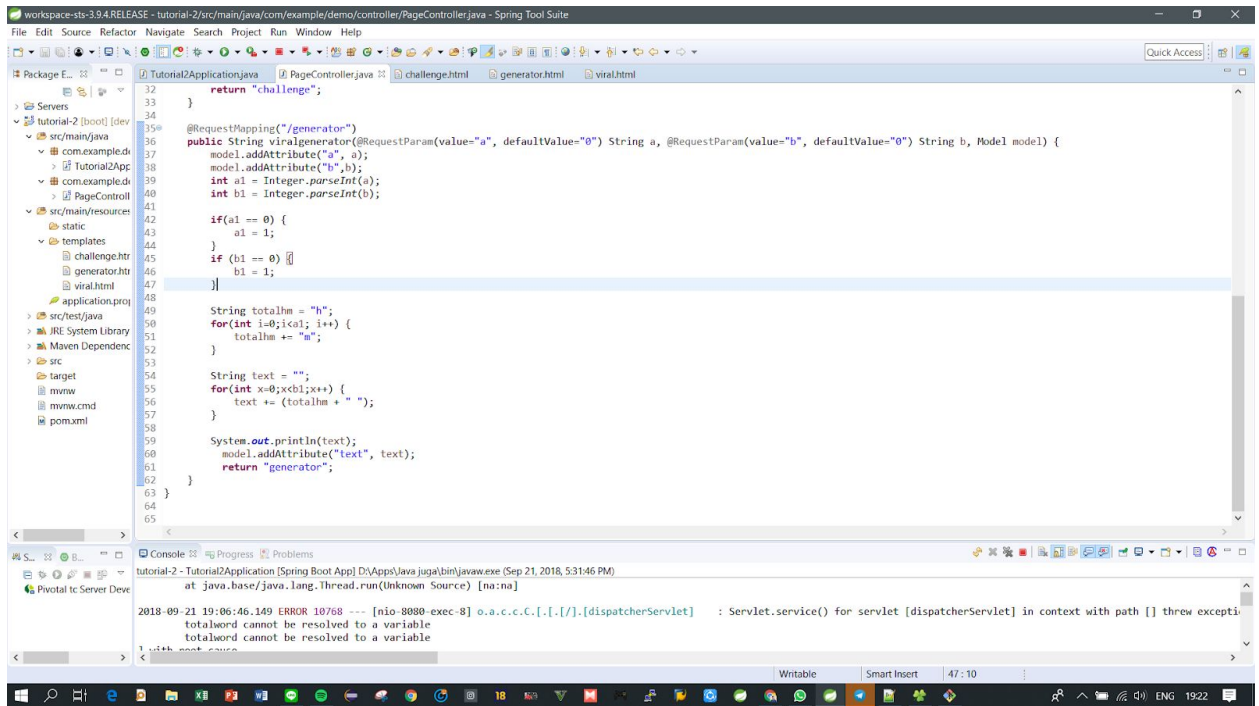 workspace-sts-3.9.4.RELEASE - tutorial-2/src/main/java/com/example/demo/controller/PageController.java - Spring Tool Suite
File Edit Source Refactor Navigate Search Project Run Window Help
Quick Access
Package E...
Tutorial2Application.java PageController.java challenge.html generator.html viral.html
Servers
tutorial-2 [boot] [dev
src/main/java
com.example.de
Tutorial2App
com.example.de
PageControll
src/main/resources
static
templates
challenge.htr
generator.htr
viral.html
application.prop
src/test/java
JRE System Library
Maven Dependenc
src
target
mvnw
mvnw.cmd
pom.xml
32 return "challenge";
33 }
34
35 @RequestMapping("/generator")
36 public String viralgenerator(@RequestParam(value="a", defaultValue="0") String a, @RequestParam(value="b", defaultValue="0") String b, Model model) {
37 model.addAttribute("a", a);
38 model.addAttribute("b",b);
39 int a1 = Integer.parseInt(a);
40 int b1 = Integer.parseInt(b);
41
42 if(a1 == 0) {
43 a1 = 1;
44 }
45 if (b1 == 0) {
46 b1 = 1;
47 }
48
49 String totalhm = "h";
50 for(int i=0;i<a1; i++) {
51 totalhm += "m";
52 }
53
54 String text = "";
55 for(int x=0;x<b1;x++) {
56 text += (totalhm + " ");
57 }
58
59 System.out.println(text);
60 model.addAttribute("text", text);
61 return "generator";
62 }
63 }
64
65
S... B...
Pivotal tc Server Deve
Console Progress Problems
tutorial-2 - Tutorial2Application [Spring Boot App] D:\Apps\Java juga\bin\javaw.exe (Sep 21, 2018, 5:31:46 PM)
at java.base/java.lang.Thread.run(Unknown Source) [na:na]
2018-09-21 19:06:46.149 ERROR 10768 --- [nio-8080-exec-8] o.a.c.c.C.[.[.[/].[dispatcherServlet] : Servlet.service() for servlet [dispatcherServlet] in context with path [] threw excepti
totalword cannot be resolved to a variable
totalword cannot be resolved to a variable
] with root cause
Writable Smart Insert 47 : 10
ENG 19:22